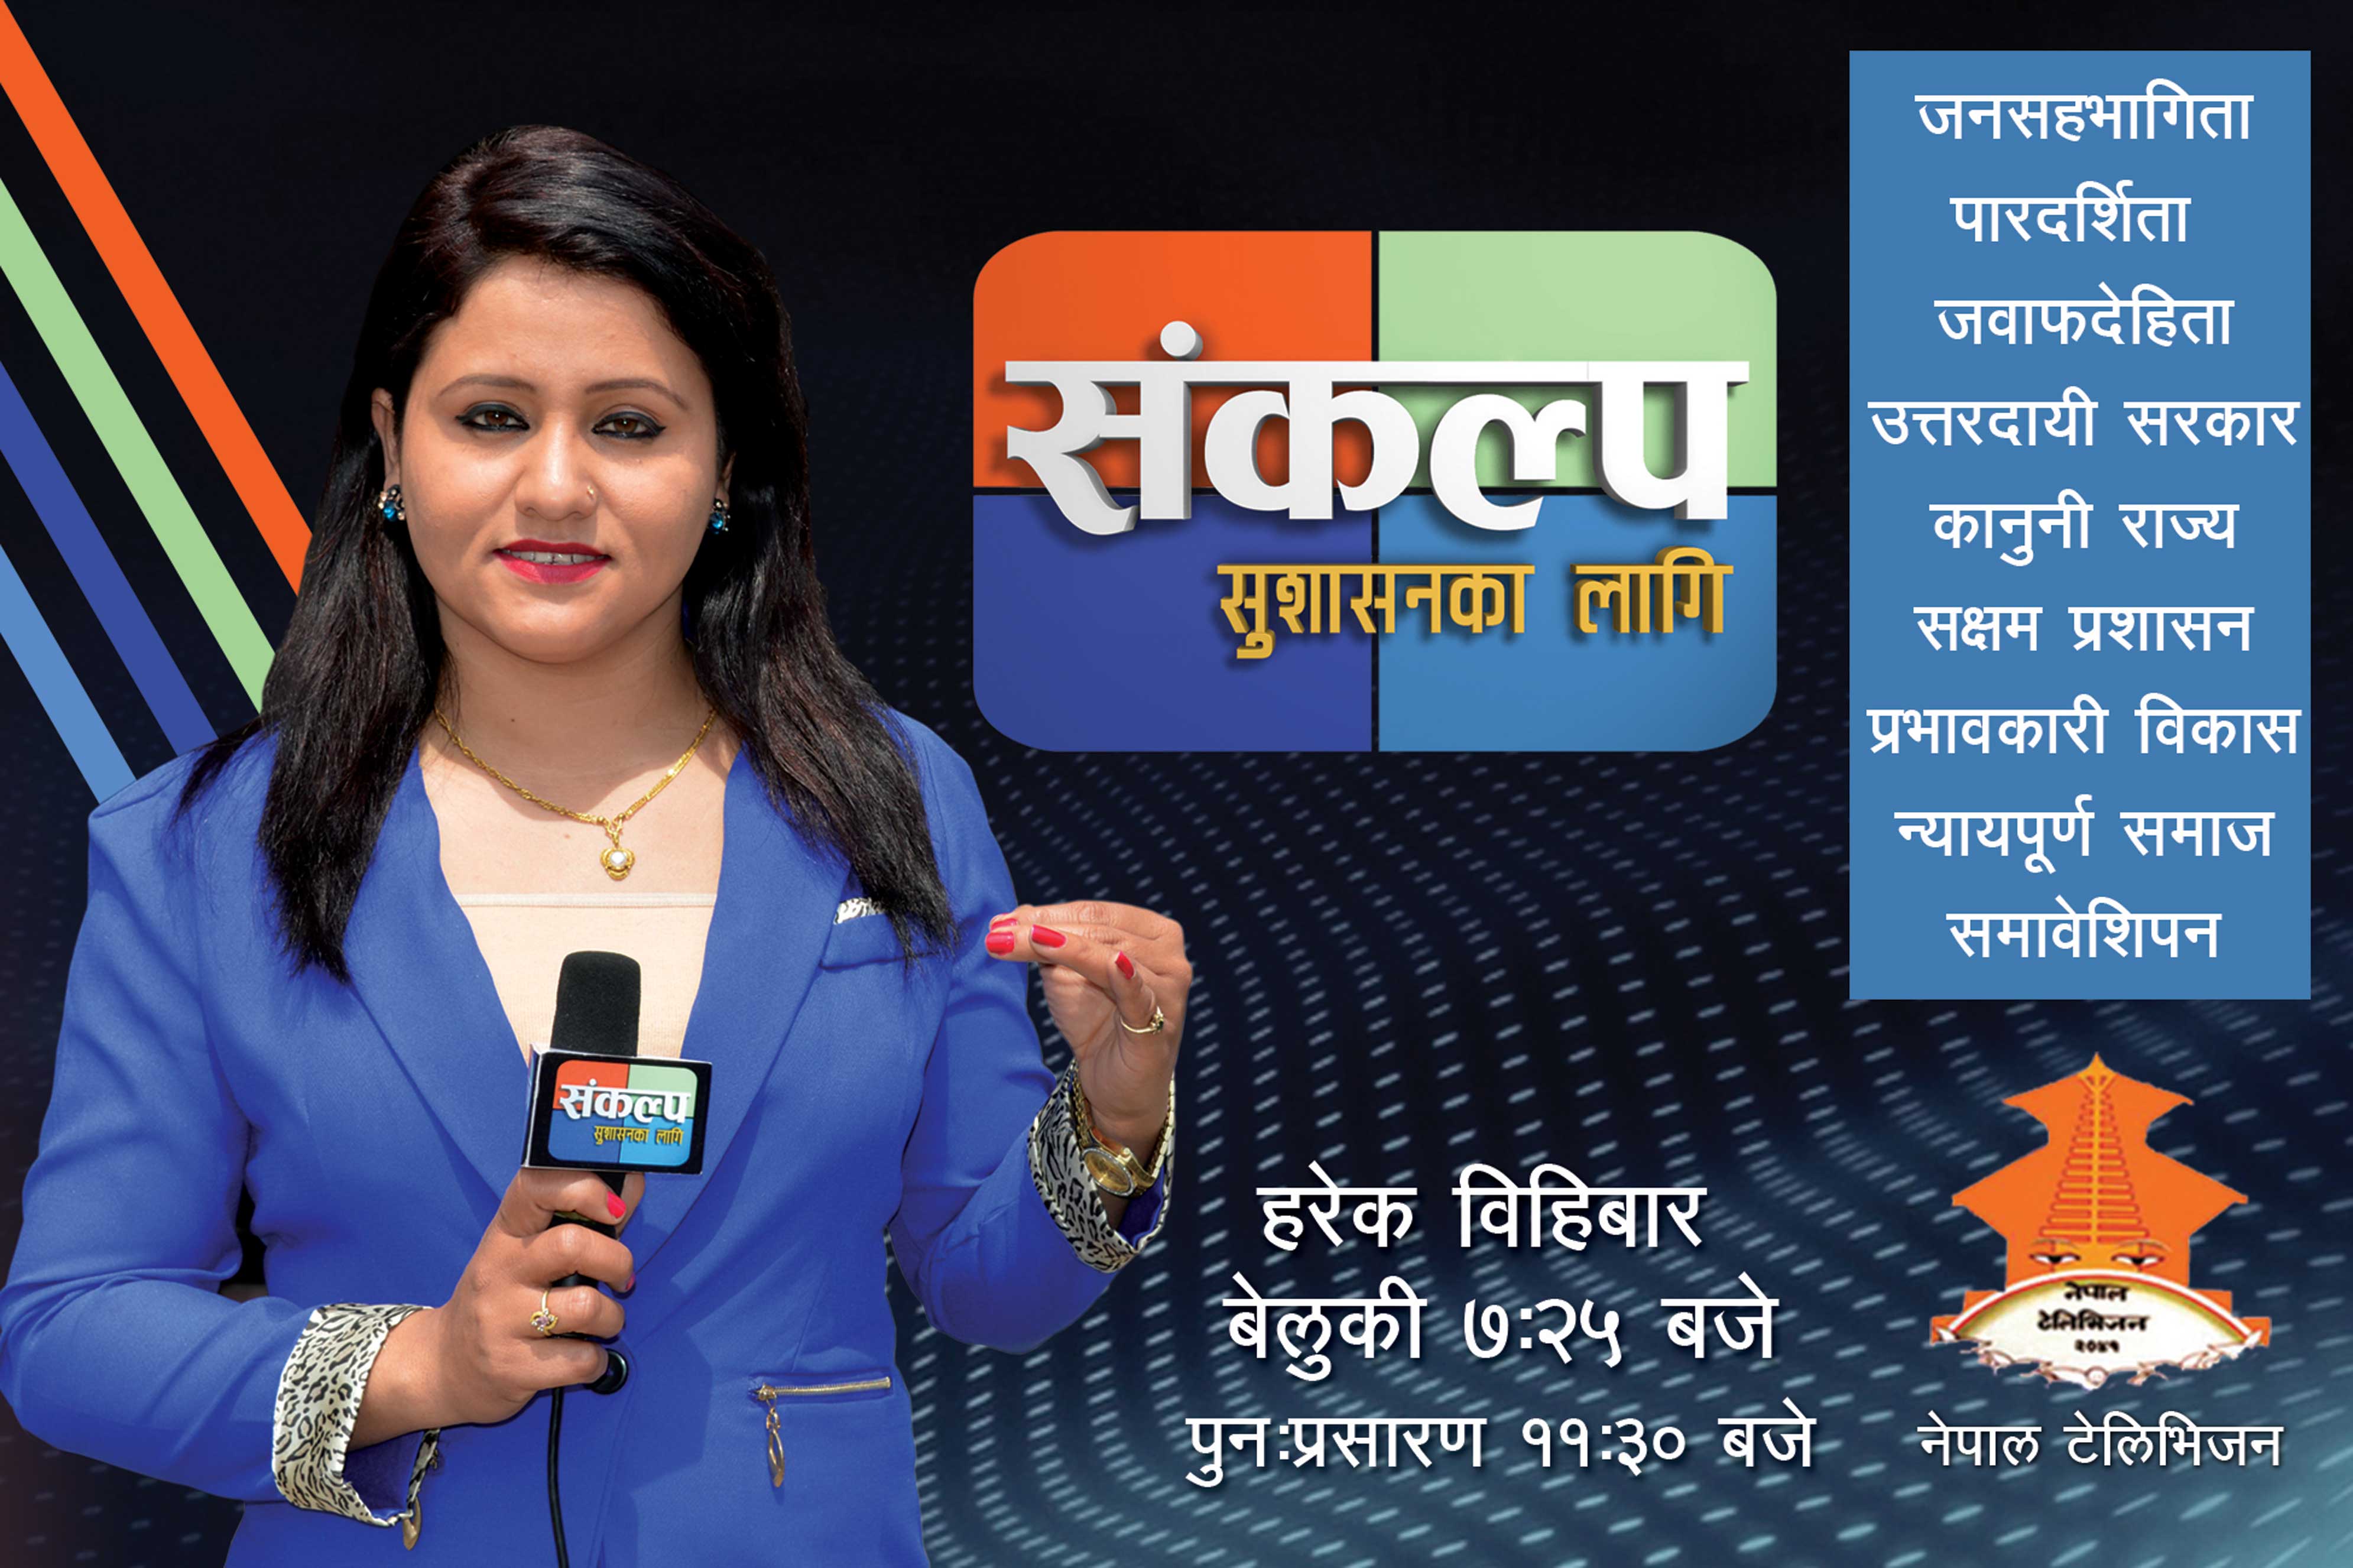 संकल्प
सुशासनका लागि
जनसहभागिता
पारदर्शिता
जवाफदेहिता
उत्तरदायी सरकार
कानुनी राज्य
सक्षम प्रशासन
प्रभावकारी विकास
न्यायपूर्ण समाज
समावेशिपन
संकल्प
सुशासनका लागि
हरेक विहिबार
बेलुकी ७:२५ बजे
पुन:प्रसारण ११:३० बजे
नेपाल
टेलिभिजन
२०४१
नेपाल टेलिभिजन